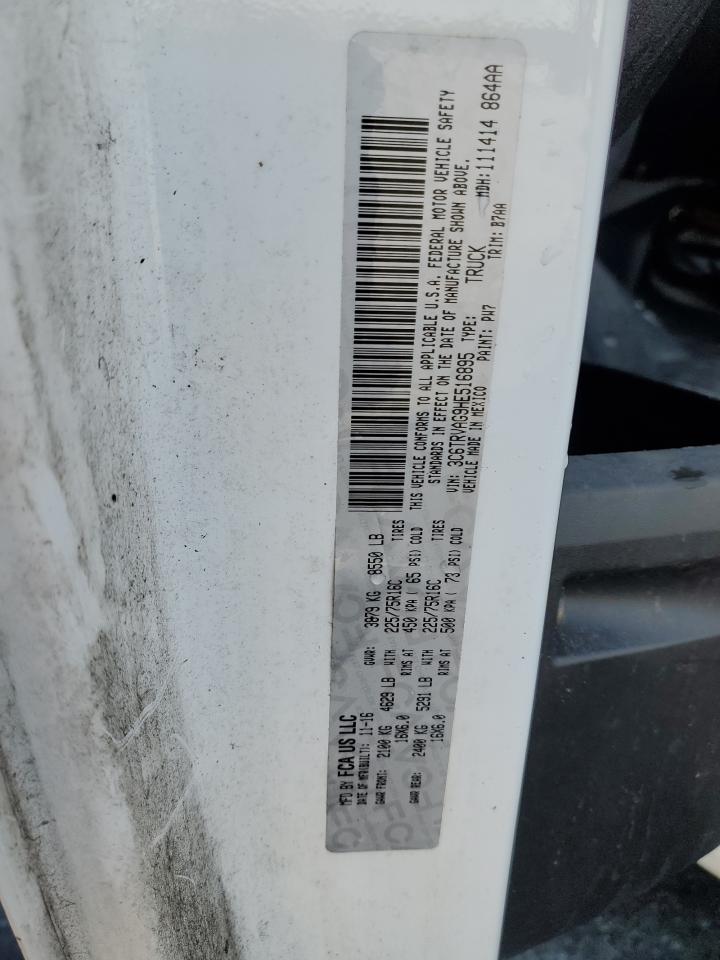 MFD BY FCA US LLC
DATE OF MFR(BUILT): 11-16 GVWR: 3879 KG 8550 LB
GAWR FRONT: 2100 KG 4629 LB WITH 225/75R16C TIRES
16X6.0 RIMS AT 450 KPA ( 65 PSI) COLD
GAWR REAR: 2400 KG 5291 LB WITH 225/75R16C TIRES
16X6.0 RIMS AT 500 KPA ( 73 PSI) COLD
THIS VEHICLE CONFORMS TO ALL APPLICABLE U.S.A. FEDERAL MOTOR VEHICLE SAFETY
STANDARDS IN EFFECT ON THE DATE OF MANUFACTURE SHOWN ABOVE.
VIN: 3C6TRVAG9HE516895 TYPE: TRUCK MDH:111414 864AA
VEHICLE MADE IN MEXICO PAINT: PW7 TRIM: B7AA